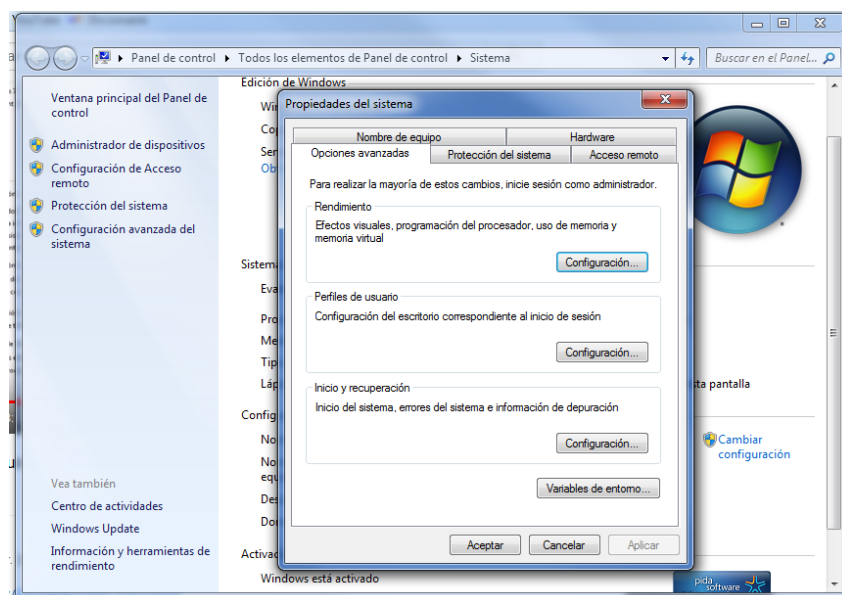 Panel de control ▸ Todos los elementos de Panel de control ▸ Sistema
Buscar en el Panel...
Ventana principal del Panel de
control
Administrador de dispositivos
Configuración de Acceso
remoto
Protección del sistema
Configuración avanzada del
sistema
Vea también
Centro de actividades
Windows Update
Información y herramientas de
rendimiento
Edición de Windows
Sistema
Windows está activado
Propiedades del sistema
Nombre de equipo
Hardware
Opciones avanzadas
Protección del sistema
Acceso remoto
Para realizar la mayoría de estos cambios, inicie sesión como administrador.
Rendimiento
Efectos visuales, programación del procesador, uso de memoria y
memoria virtual
Configuración...
Perfiles de usuario
Configuración del escritorio correspondiente al inicio de sesión
Configuración...
Inicio y recuperación
Inicio del sistema, errores del sistema e información de depuración
Configuración...
Variables de entorno...
Aceptar
Cancelar
Aplicar
pantalla
Cambiar
configuración
pida
software